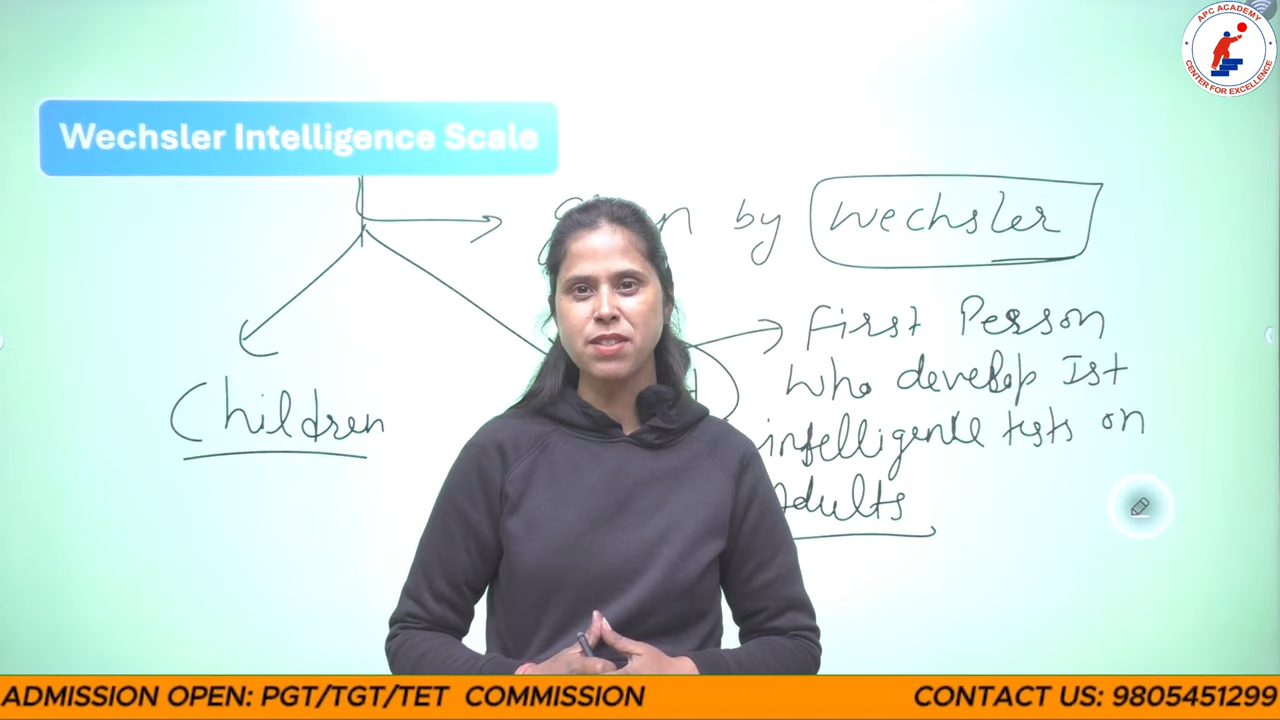 APC ACADEMY
CENTER FOR EXCELLENCE
Wechsler Intelligence Scale
by Wechsler
First Person
Who develop Ist
intelligence tests on
Adults
Children
ADMISSION OPEN: PGT/TGT/TET COMMISSION
CONTACT US: 9805451299